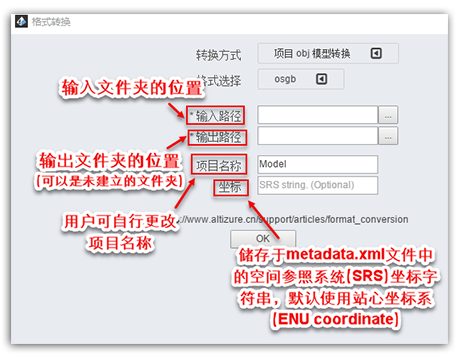 格式转换
转换方式
项目 obj 模型转换
格式选择
osgb
输入文件夹的位置
* 输入路径
...
* 输出路径
...
输出文件夹的位置
(可以是未建立的文件夹)
项目名称
Model
坐标
SRS string. (Optional)
用户可自行更改
项目名称
//www.altizure.cn/support/articles/format_conversion
OK
储存于metadata.xml文件中
的空间参照系统(SRS)坐标字
符串，默认使用站心坐标系
(ENU coordinate)